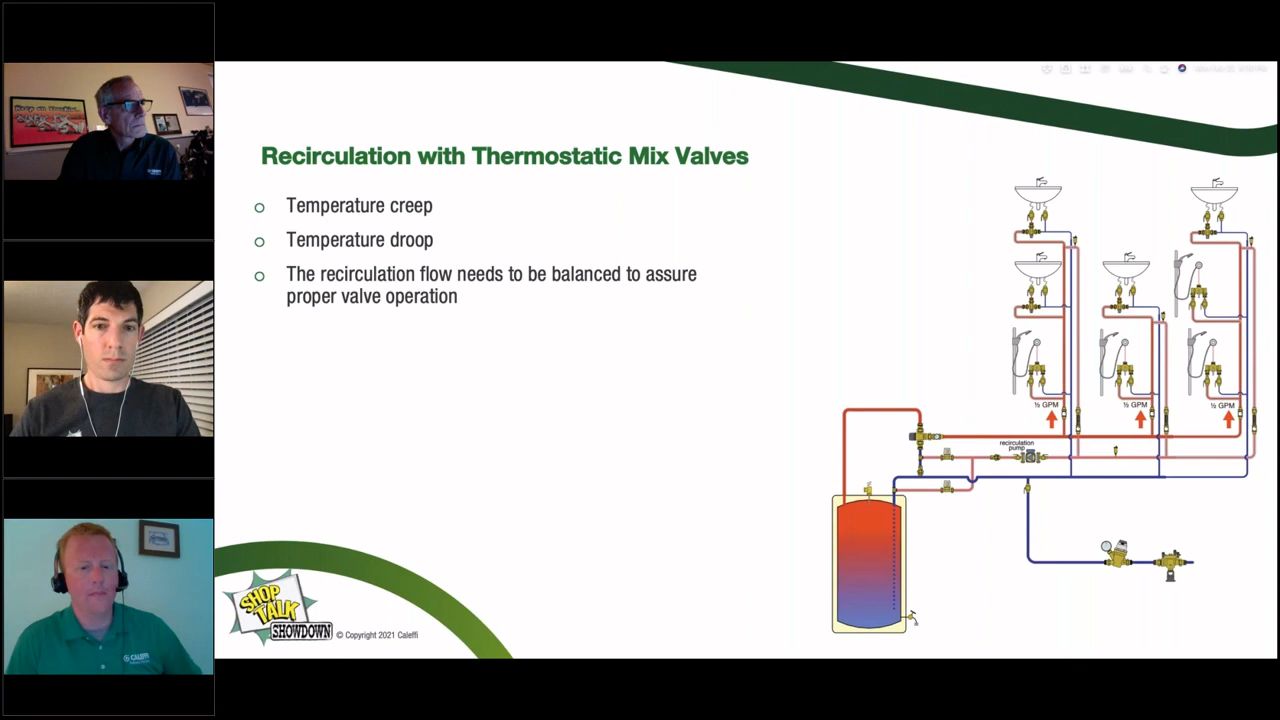 Recirculation with Thermostatic Mix Valves
Temperature creep
Temperature droop
The recirculation flow needs to be balanced to assure
proper valve operation
½ GPM
½ GPM
½ GPM
recirculation
pump
SHOP
TALK
SHOWDOWN
© Copyright 2021 Caleffi
CALEFFI